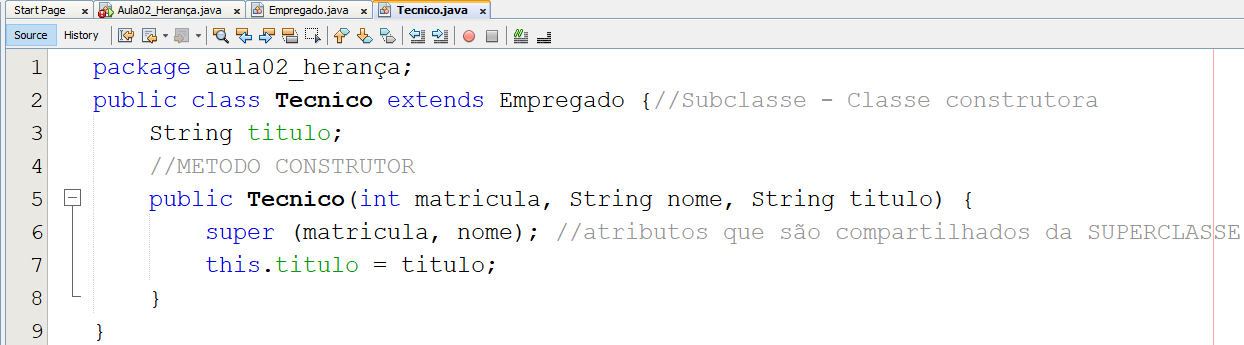 Start Page Aula02_Herança.java Empregado.java Tecnico.java
Source History
1 package aula02_herança;
2 public class Tecnico extends Empregado {//Subclasse - Classe construtora
3 String titulo;
4 //METODO CONSTRUTOR
5 public Tecnico(int matricula, String nome, String titulo) {
6 super (matricula, nome); //atributos que são compartilhados da SUPERCLASSE
7 this.titulo = titulo;
8 }
9 }